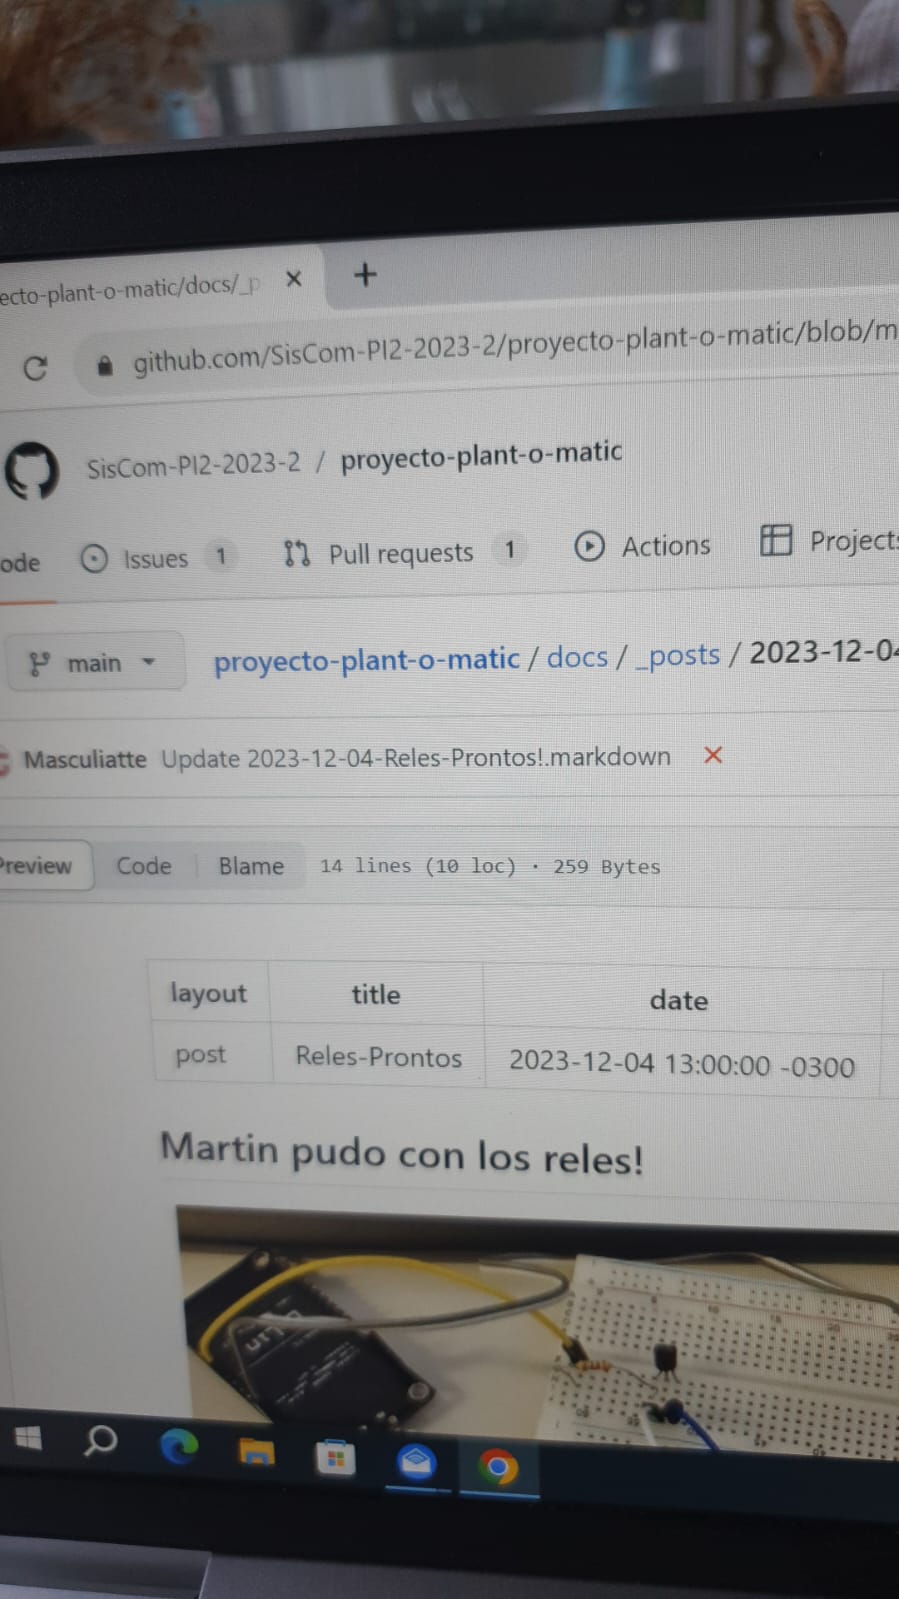 ecto-plant-o-matic/docs/_p
github.com/SisCom-PI2-2023-2/proyecto-plant-o-matic/blob/m
SisCom-PI2-2023-2 / proyecto-plant-o-matic
ode Issues 1 Pull requests 1 Actions Projects
main proyecto-plant-o-matic / docs / _posts / 2023-12-04
Masculiatte Update 2023-12-04-Reles-Prontos!.markdown
Preview Code Blame 14 lines (10 loc) · 259 Bytes
layout title date
post Reles-Prontos 2023-12-04 13:00:00 -0300
Martin pudo con los reles!